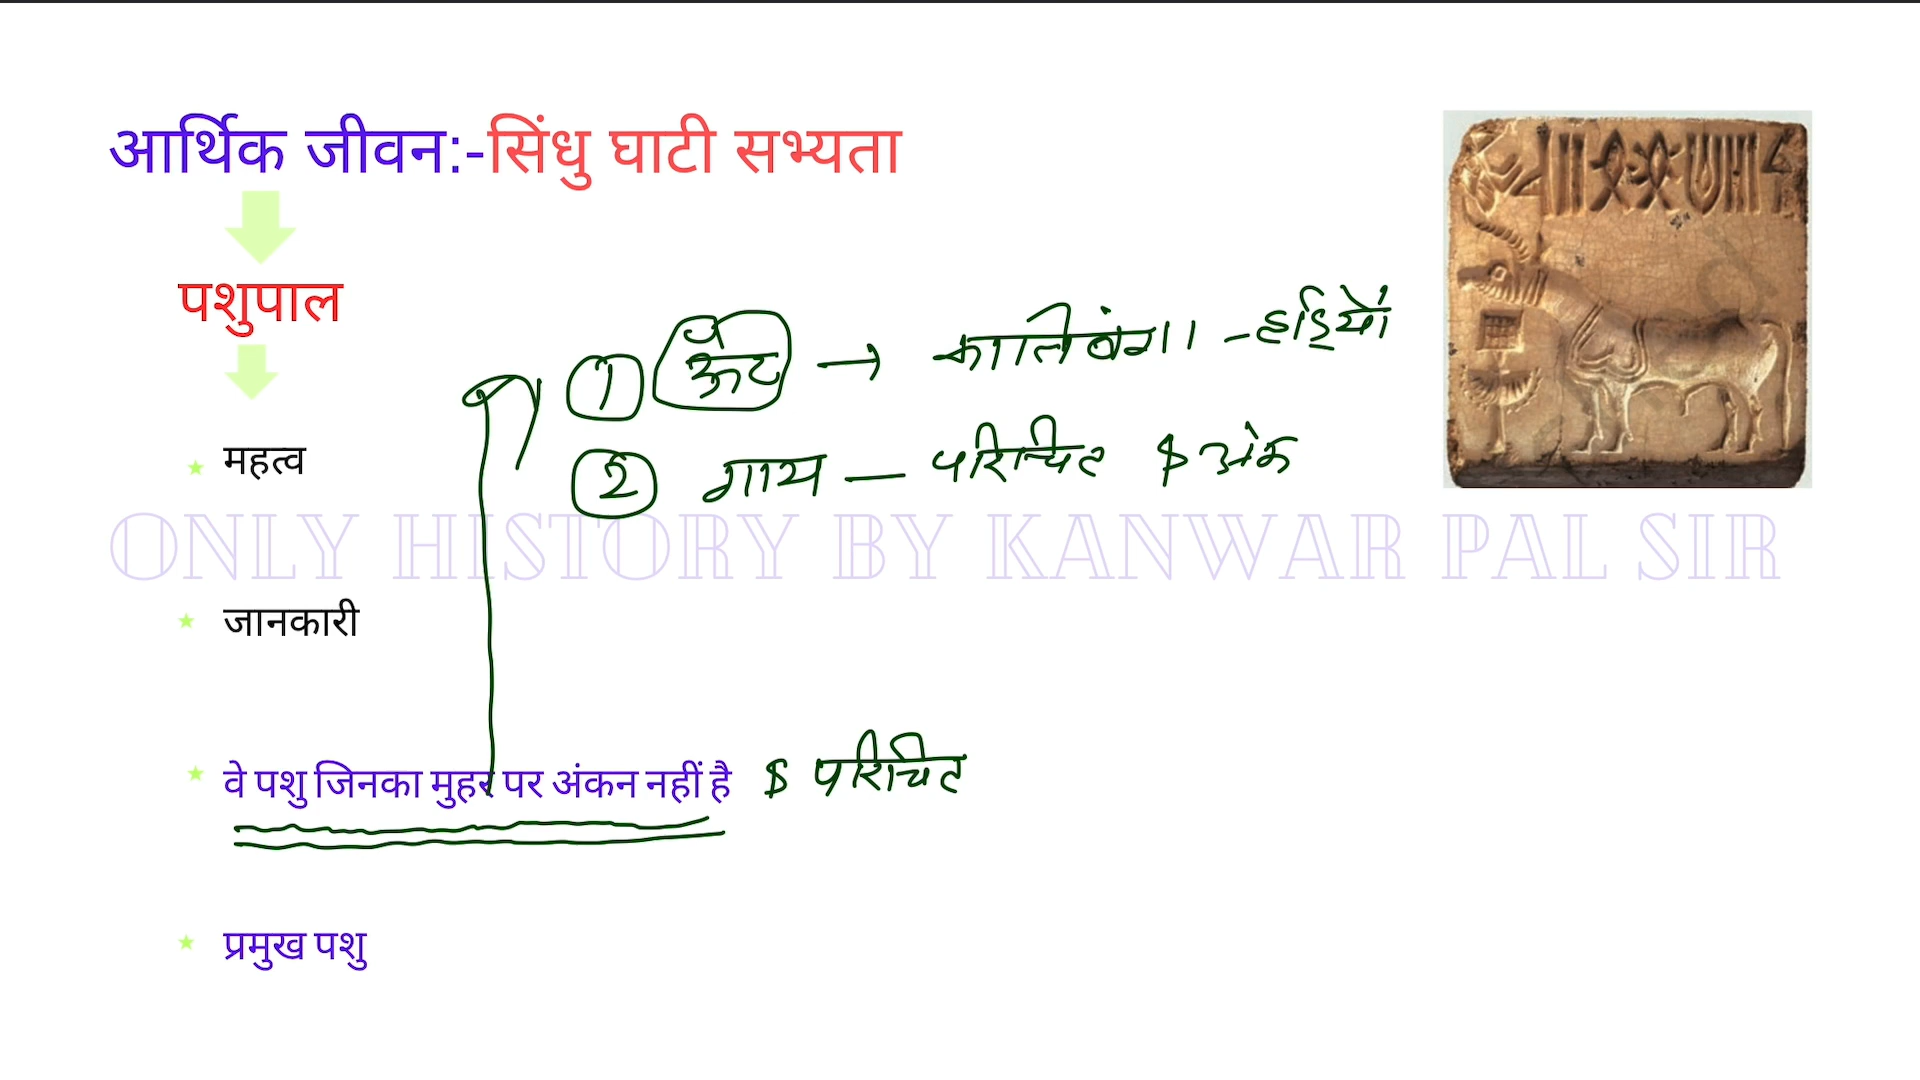 आर्थिक जीवन:-सिंधु घाटी सभ्यता
पशुपाल
1 ऊँट → कालिबंगा - हड्डियों
2 गाय — परिचित $ अंक
महत्व
ONLY HISTORY BY KANWAR PAL SIR
जानकारी
वे पशु जिनका मुहर पर अंकन नहीं है $ परिचित
प्रमुख पशु